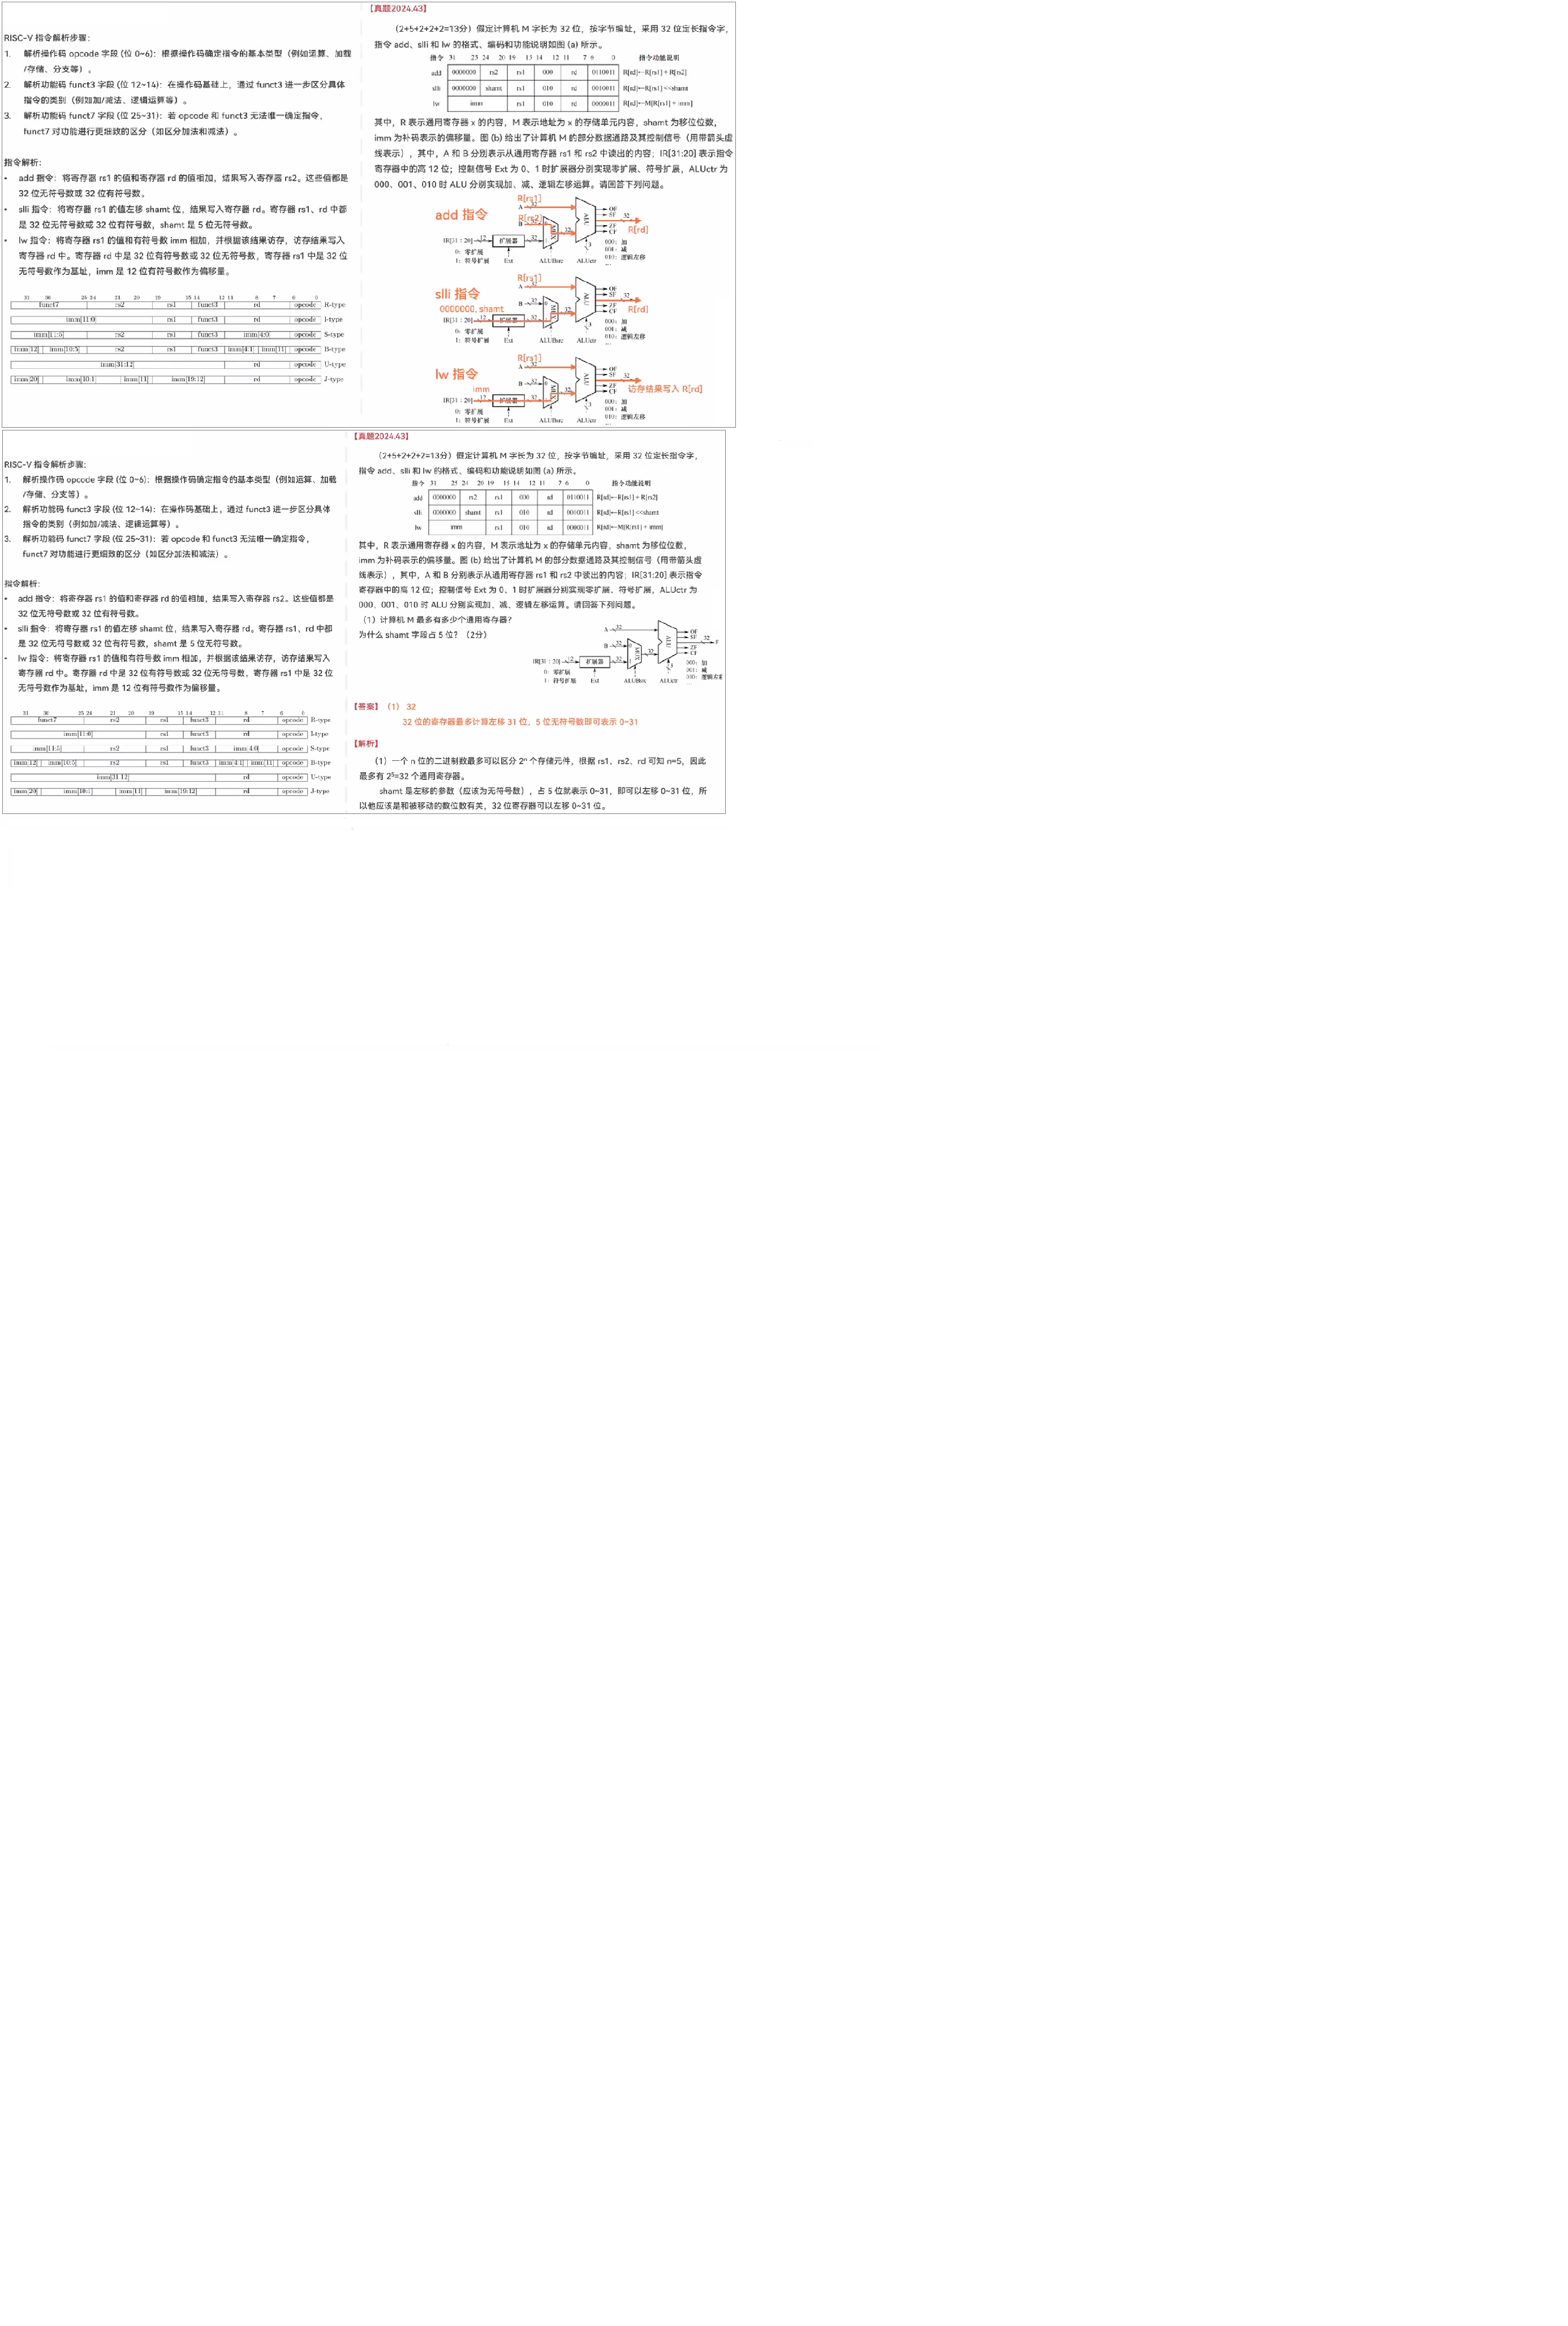 RISC-V 指令解析步骤：
1. 解析操作码 opcode 字段 (位 0~6)：根据操作码确定指令的基本类型（例如运算、加载
/存储、分支等）。
2. 解析功能码 funct3 字段 (位 12~14)：在操作码基础上，通过 funct3 进一步区分具体
指令的类别（例如加/减法、逻辑运算等）。
3. 解析功能码 funct7 字段 (位 25~31)：若 opcode 和 funct3 无法唯一确定指令，
funct7 对功能进行更细致的区分（如区分加法和减法）。
指令解析：
• add 指令：将寄存器 rs1 的值和寄存器 rd 的值相加，结果写入寄存器 rs2。这些值都是
32 位无符号数或 32 位有符号数。
• slli 指令：将寄存器 rs1 的值左移 shamt 位，结果写入寄存器 rd。寄存器 rs1、rd 中都
是 32 位无符号数或 32 位有符号数，shamt 是 5 位无符号数。
• lw 指令：将寄存器 rs1 的值和有符号数 imm 相加，并根据该结果访存，访存结果写入
寄存器 rd 中。寄存器 rd 中是 32 位有符号数或 32 位无符号数，寄存器 rs1 中是 32 位
无符号数作为基址，imm 是 12 位有符号数作为偏移量。
31 30 25 24 21 20 19 15 14 12 11 8 7 6 0
funct7 rs2 rs1 funct3 rd opcode R-type
imm[11:0] rs1 funct3 rd opcode I-type
imm[11:5] rs2 rs1 funct3 imm[4:0] opcode S-type
imm[12] imm[10:5] rs2 rs1 funct3 imm[4:1] imm[11] opcode B-type
imm[31:12] rd opcode U-type
imm[20] imm[10:1] imm[11] imm[19:12] rd opcode J-type
【真题2024.43】
（2+5+2+2+2=13分）假定计算机 M 字长为 32 位，按字节编址，采用 32 位定长指令字，
指令 add、slli 和 lw 的格式、编码和功能说明如图 (a) 所示。
指令 31 25 24 20 19 15 14 12 11 7 6 0 指令功能说明
add 0000000 rs2 rs1 000 rd 0110011 R[rd]←R[rs1] + R[rs2]
slli 0000000 shamt rs1 010 rd 0010011 R[rd]←R[rs1] <<shamt
lw imm rs1 010 rd 0000011 R[rd]←M[R[rs1] + imm]
其中，R 表示通用寄存器 x 的内容，M 表示地址为 x 的存储单元内容，shamt 为移位位数，
imm 为补码表示的偏移量。图 (b) 给出了计算机 M 的部分数据通路及其控制信号（用带箭头虚
线表示），其中，A 和 B 分别表示从通用寄存器 rs1 和 rs2 中读出的内容；IR[31:20] 表示指令
寄存器中的高 12 位；控制信号 Ext 为 0、1 时扩展器分别实现零扩展、符号扩展，ALUctr 为
000、001、010 时 ALU 分别实现加、减、逻辑左移运算。请回答下列问题。
add 指令
R[rs1]
A 32
R[rs2]
B 32
IR[31 : 20] 12 扩展器 32
0 MUX 1 32 ALU
OF
SF 32
ZF R[rd]
CF
0：零扩展
1：符号扩展 Ext ALUBsrc ALUctr 3
000：加
001：减
010：逻辑左移
...
slli 指令
R[rs1]
A 32
B 32
0000000, shamt
IR[31 : 20] 12 扩展器 32
0 MUX 1 32 ALU
OF
SF 32
ZF R[rd]
CF
0：零扩展
1：符号扩展 Ext ALUBsrc ALUctr 3
000：加
001：减
010：逻辑左移
...
lw 指令
R[rs1]
A 32
B 32
imm
IR[31 : 20] 12 扩展器 32
0 MUX 1 32 ALU
OF
SF 32
ZF 访存结果写入 R[rd]
CF
0：零扩展
1：符号扩展 Ext ALUBsrc ALUctr 3
000：加
001：减
010：逻辑左移
...
RISC-V 指令解析步骤：
1. 解析操作码 opcode 字段 (位 0~6)：根据操作码确定指令的基本类型（例如运算、加载
/存储、分支等）。
2. 解析功能码 funct3 字段 (位 12~14)：在操作码基础上，通过 funct3 进一步区分具体
指令的类别（例如加/减法、逻辑运算等）。
3. 解析功能码 funct7 字段 (位 25~31)：若 opcode 和 funct3 无法唯一确定指令，
funct7 对功能进行更细致的区分（如区分加法和减法）。
指令解析：
• add 指令：将寄存器 rs1 的值和寄存器 rd 的值相加，结果写入寄存器 rs2。这些值都是
32 位无符号数或 32 位有符号数。
• slli 指令：将寄存器 rs1 的值左移 shamt 位，结果写入寄存器 rd。寄存器 rs1、rd 中都
是 32 位无符号数或 32 位有符号数，shamt 是 5 位无符号数。
• lw 指令：将寄存器 rs1 的值和有符号数 imm 相加，并根据该结果访存，访存结果写入
寄存器 rd 中。寄存器 rd 中是 32 位有符号数或 32 位无符号数，寄存器 rs1 中是 32 位
无符号数作为基址，imm 是 12 位有符号数作为偏移量。
31 30 25 24 21 20 19 15 14 12 11 8 7 6 0
funct7 rs2 rs1 funct3 rd opcode R-type
imm[11:0] rs1 funct3 rd opcode I-type
imm[11:5] rs2 rs1 funct3 imm[4:0] opcode S-type
imm[12] imm[10:5] rs2 rs1 funct3 imm[4:1] imm[11] opcode B-type
imm[31:12] rd opcode U-type
imm[20] imm[10:1] imm[11] imm[19:12] rd opcode J-type
【真题2024.43】
（2+5+2+2+2=13分）假定计算机 M 字长为 32 位，按字节编址，采用 32 位定长指令字，
指令 add、slli 和 lw 的格式、编码和功能说明如图 (a) 所示。
指令 31 25 24 20 19 15 14 12 11 7 6 0 指令功能说明
add 0000000 rs2 rs1 000 rd 0110011 R[rd]←R[rs1] + R[rs2]
slli 0000000 shamt rs1 010 rd 0010011 R[rd]←R[rs1] <<shamt
lw imm rs1 010 rd 0000011 R[rd]←M[R[rs1] + imm]
其中，R 表示通用寄存器 x 的内容，M 表示地址为 x 的存储单元内容，shamt 为移位位数，
imm 为补码表示的偏移量。图 (b) 给出了计算机 M 的部分数据通路及其控制信号（用带箭头虚
线表示），其中，A 和 B 分别表示从通用寄存器 rs1 和 rs2 中读出的内容；IR[31:20] 表示指令
寄存器中的高 12 位；控制信号 Ext 为 0、1 时扩展器分别实现零扩展、符号扩展，ALUctr 为
000、001、010 时 ALU 分别实现加、减、逻辑左移运算。请回答下列问题。
（1）计算机 M 最多有多少个通用寄存器？
为什么 shamt 字段占 5 位？（2分）
A 32
B 32
IR[31 : 20] 12 扩展器 32
0 MUX 1 32 ALU
OF
SF 32
F
ZF
CF
0：零扩展
1：符号扩展 Ext ALUBsrc ALUctr 3
000：加
001：减
010：逻辑左移
...
【答案】（1） 32
32 位的寄存器最多计算左移 31 位，5 位无符号数即可表示 0~31
【解析】
（1）一个 n 位的二进制数最多可以区分 2ⁿ 个存储元件，根据 rs1、rs2、rd 可知 n=5，因此
最多有 2⁵=32 个通用寄存器。
shamt 是左移的参数（应该为无符号数），占 5 位就表示 0~31，即可以左移 0~31 位，所
以他应该是和被移动的数位数有关，32 位寄存器可以左移 0~31 位。